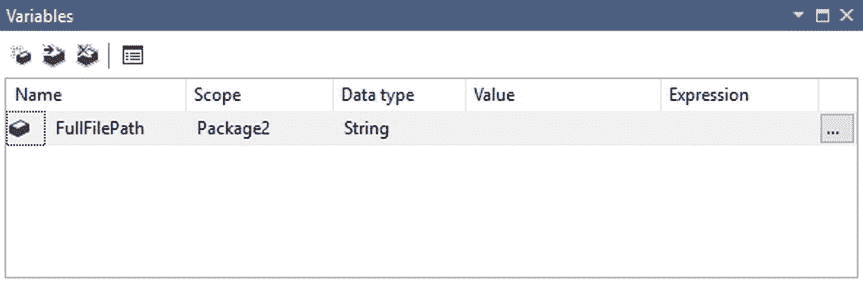 Variables
Name Scope Data type Value Expression
FullFilePath Package2 String ...